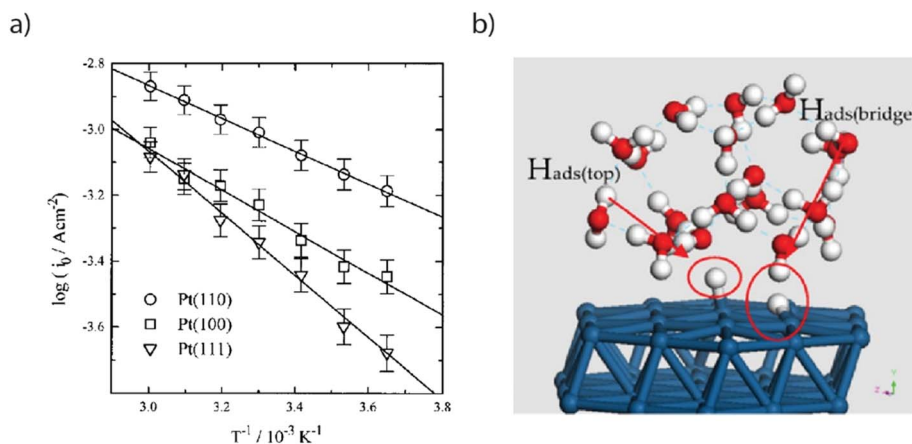 a)
b)
-2.8
-3.0
-3.2
-3.4
-3.6
log ( i0 / Acm-2)
Pt(110)
Pt(100)
Pt(111)
3.0 3.2 3.4 3.6 3.8
T-1 / 10-3 K-1
Hads(bridge
Hads(top)
Y
Z